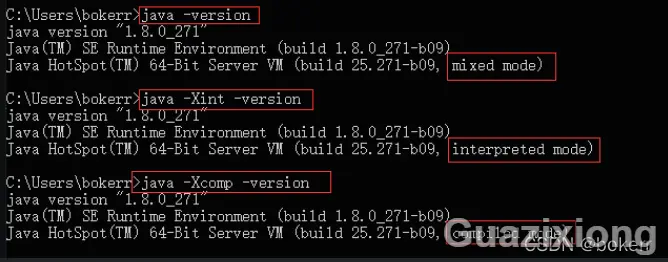 C:\Users\bokerr>java -version
java version "1.8.0_271"
Java(TM) SE Runtime Environment (build 1.8.0_271-b09)
Java HotSpot(TM) 64-Bit Server VM (build 25.271-b09, mixed mode)
C:\Users\bokerr>java -Xint -version
java version "1.8.0_271"
Java(TM) SE Runtime Environment (build 1.8.0_271-b09)
Java HotSpot(TM) 64-Bit Server VM (build 25.271-b09, interpreted mode)
C:\Users\bokerr>java -Xcomp -version
java version "1.8.0_271"
Java(TM) SE Runtime Environment (build 1.8.0_271-b09)
Java HotSpot(TM) 64-Bit Server VM (build 25.271-b09, compiled mode)
Guazixiong
CSDN @bokerr